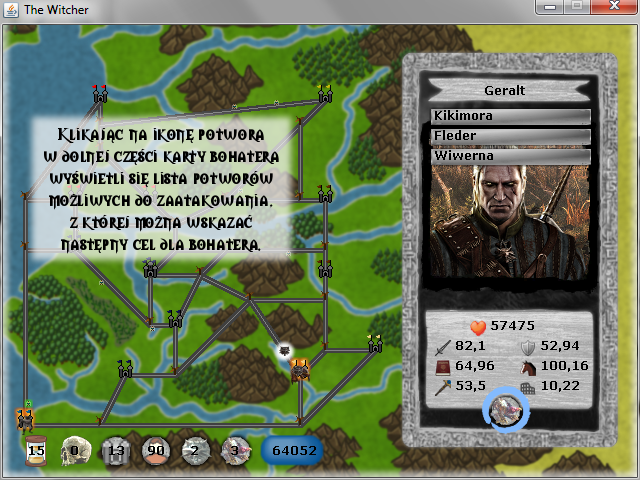 The Witcher
Klikając na ikonę potwora
w dolnej części karty bohatera
wyświetli się lista potworów
możliwych do zaatakowania,
z której można wskazać
następny cel dla bohatera.
Geralt
Kikimora
Fleder
Wiwerna
57475
82,1 52,94
64,96 100,16
53,5 10,22
15 0 13 90 2 3 64052